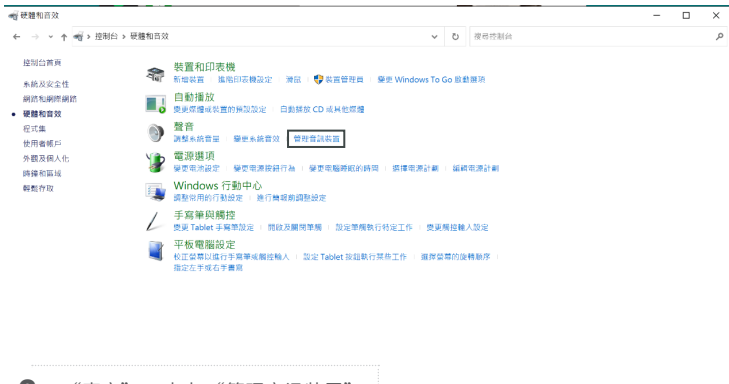 硬體和音效
控制台 › 硬體和音效
搜尋控制台
控制台首頁
系統及安全性
網路和網際網路
硬體和音效
程式集
使用者帳戶
外觀及個人化
時鐘和區域
輕鬆存取
裝置和印表機
新增裝置 進階印表機設定 滑鼠 裝置管理員 變更 Windows To Go 啟動選項
自動播放
變更媒體或裝置的預設設定 自動播放 CD 或其他媒體
聲音
調整系統音量 變更系統音效 管理音訊裝置
電源選項
變更電池設定 變更電源按鈕行為 變更電腦睡眠的時間 選擇電源計劃 編輯電源計劃
Windows 行動中心
調整常用的行動設定 進行簡報前調整設定
手寫筆與觸控
變更 Tablet 手寫筆設定 開啟及關閉筆觸 設定筆觸執行特定工作 變更觸控輸入設定
平板電腦設定
校正螢幕以進行手寫筆或觸控輸入 設定 Tablet 按鈕執行某些工作 選擇螢幕的旋轉順序
指定左手或右手書寫